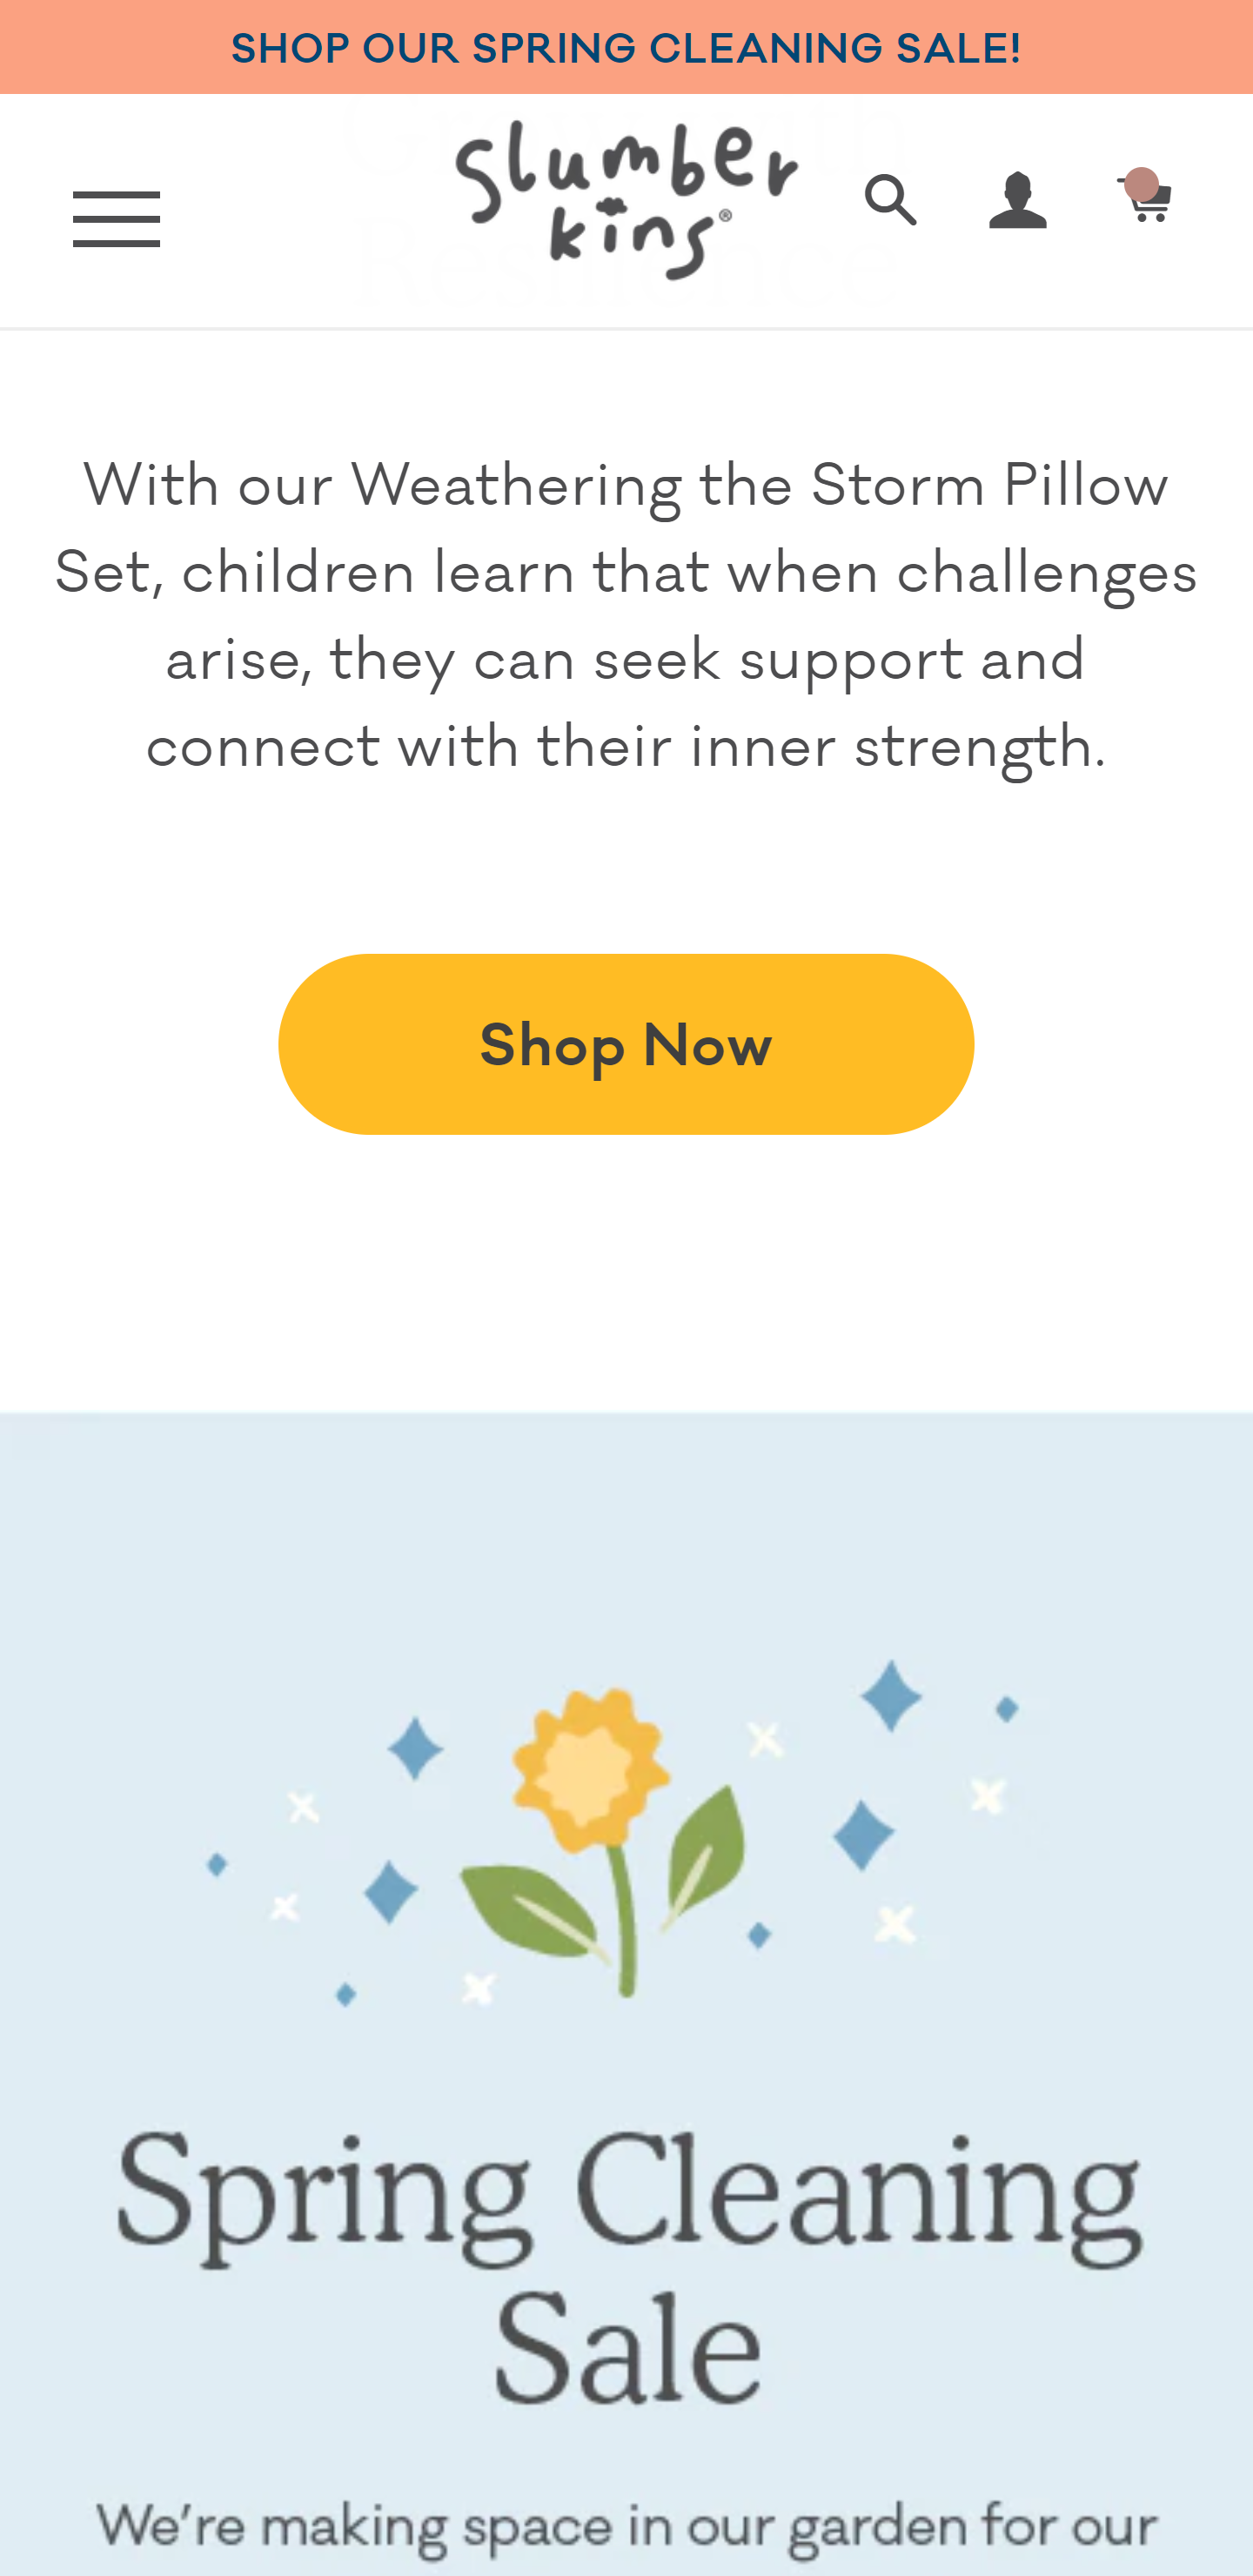 SHOP OUR SPRING CLEANING SALE!
slumber
kins®
With our Weathering the Storm Pillow
Set, children learn that when challenges
arise, they can seek support and
connect with their inner strength.
Shop Now
Spring Cleaning
Sale
We're making space in our garden for our